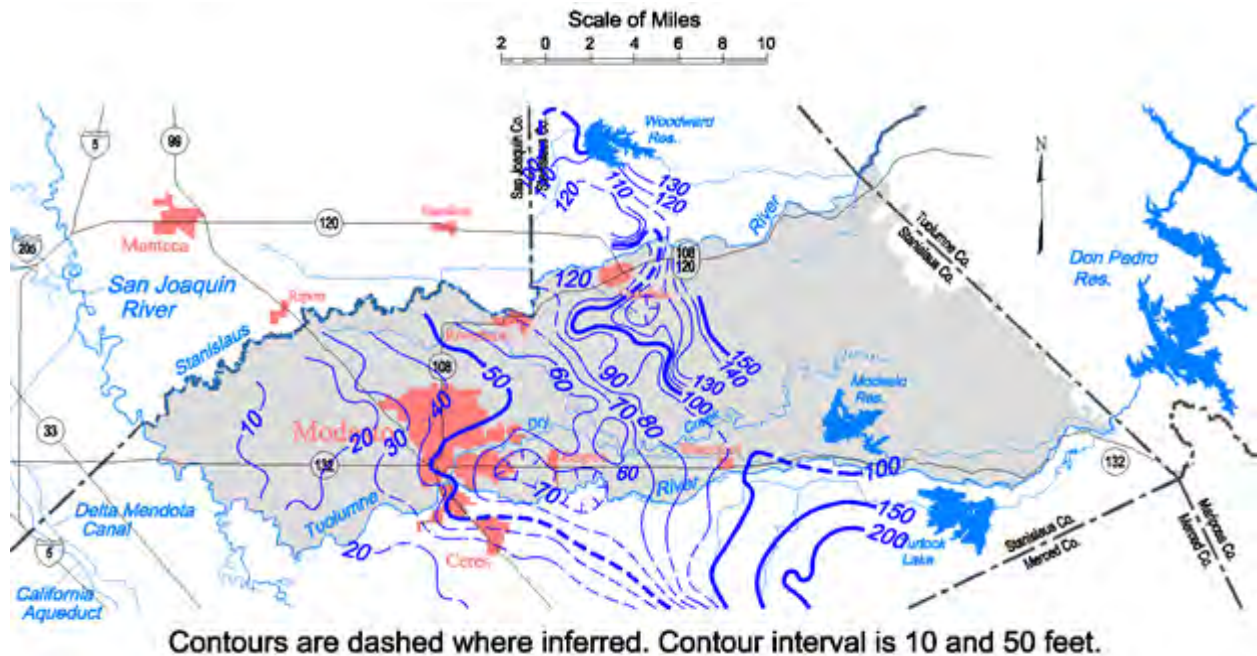 Scale of Miles
2 0 2 4 6 8 10
Woodward
Res.
San Joaquin Co.
Stanislaus Co.
N
5
99
120
205
Manteca
110
130
120
120
River
108
120
120
Tuolumne Co.
Stanislaus Co.
Don Pedro
Res.
San Joaquin
River
Ripon
Stanislaus
108
50
60
90
150
140
130
100
Modesto
Res.
10
20
30
40
70
80
Creek
Dry
33
132
60
70
River
100
132
Tuolumne
150
200
Turlock
Lake
Delta Mendota
Canal
20
Ceres
5
California
Aqueduct
Stanislaus Co.
Merced Co.
Mariposa Co.
Merced Co.
Contours are dashed where inferred. Contour interval is 10 and 50 feet.